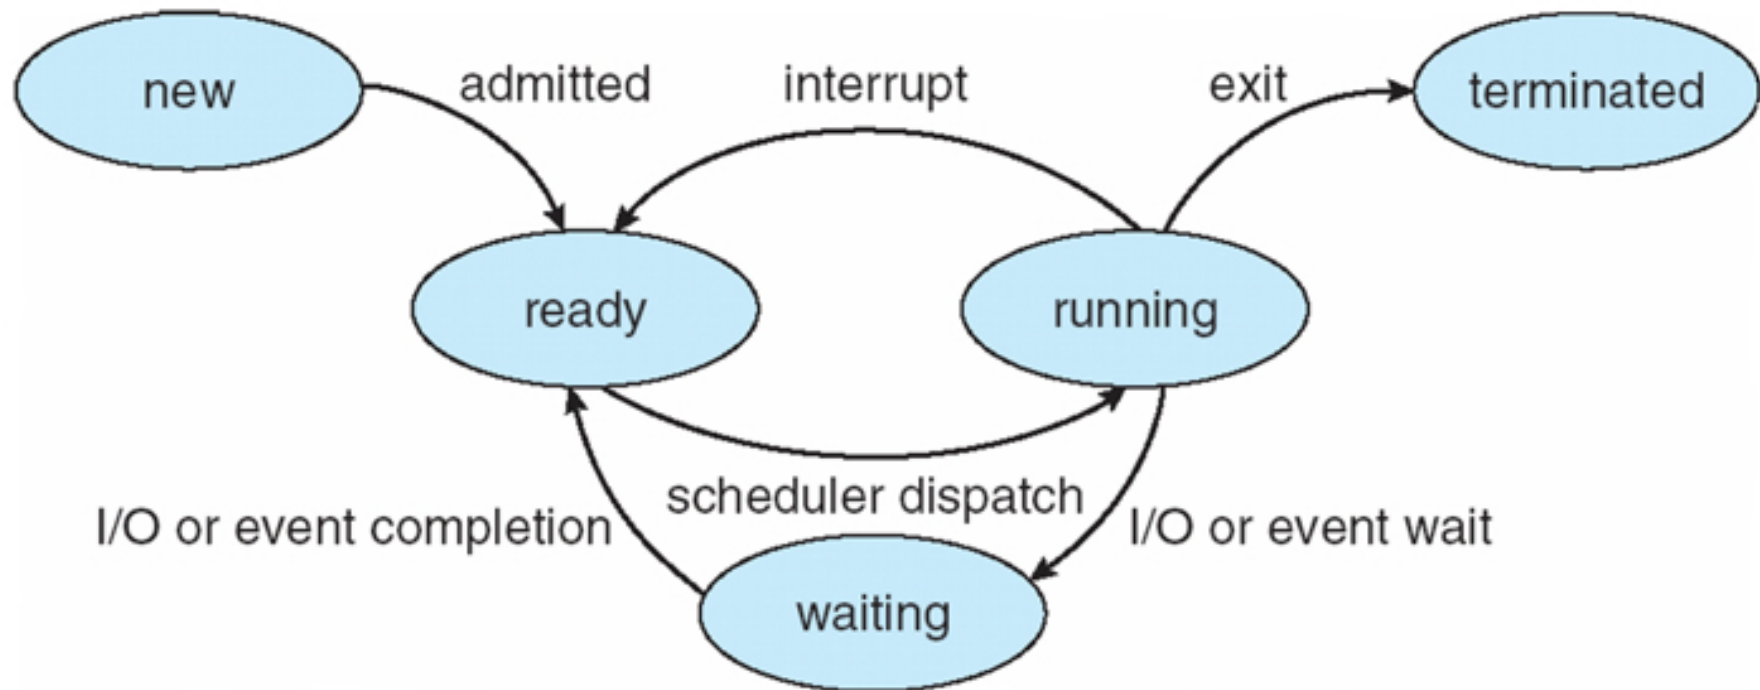 new
admitted
interrupt
exit
terminated
ready
running
scheduler dispatch
I/O or event completion
I/O or event wait
waiting